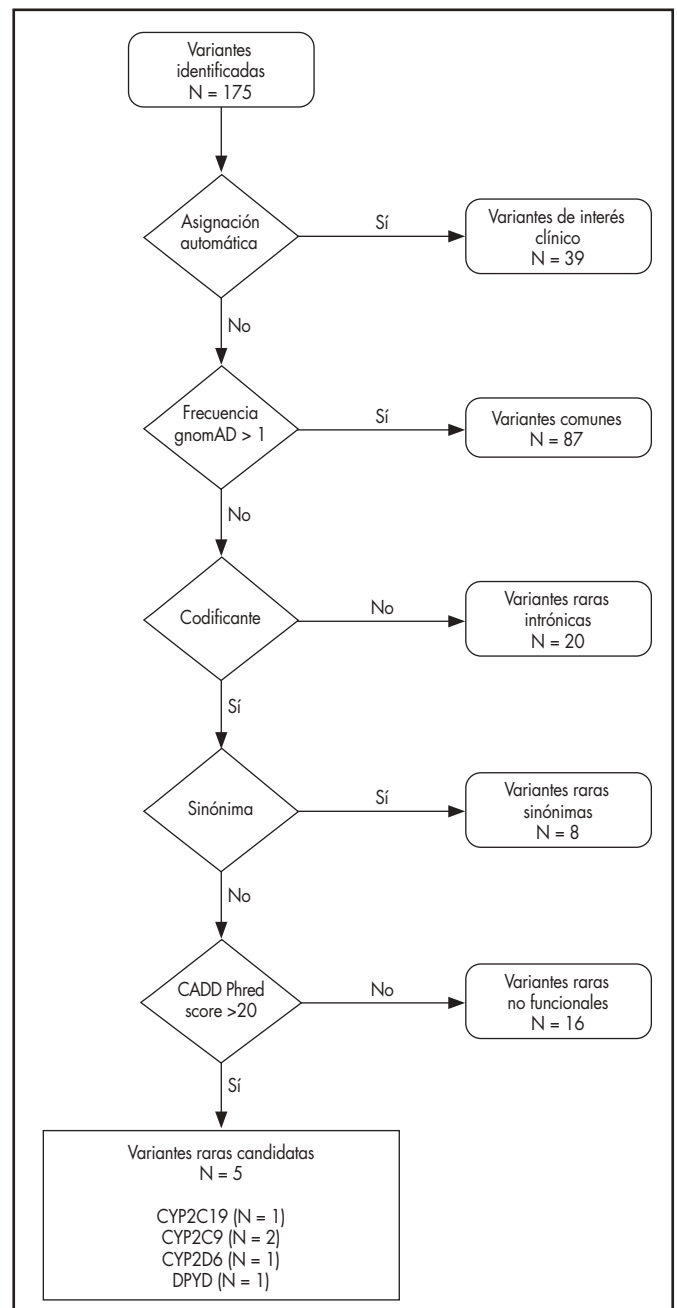 Variantes
identificadas
N = 175
Asignación
automática
Sí
Variantes de interés
clínico
N = 39
No
Frecuencia
gnomAD > 1
Sí
Variantes comunes
N = 87
No
Codificante
No
Variantes raras
intrónicas
N = 20
Sí
Sinónima
Sí
Variantes raras
sinónimas
N = 8
No
CADD Phred
score >20
No
Variantes raras
no funcionales
N = 16
Sí
Variantes raras candidatas
N = 5
CYP2C19 (N = 1)
CYP2C9 (N = 2)
CYP2D6 (N = 1)
DPYD (N = 1)